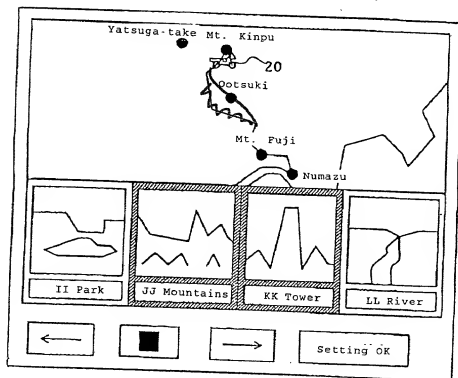 Yatsuga-take Mt. Kinpu
20
Ootsuki
Mt. Fuji
Numazu
II Park
JJ Mountains
KK Tower
LL River
Setting OK